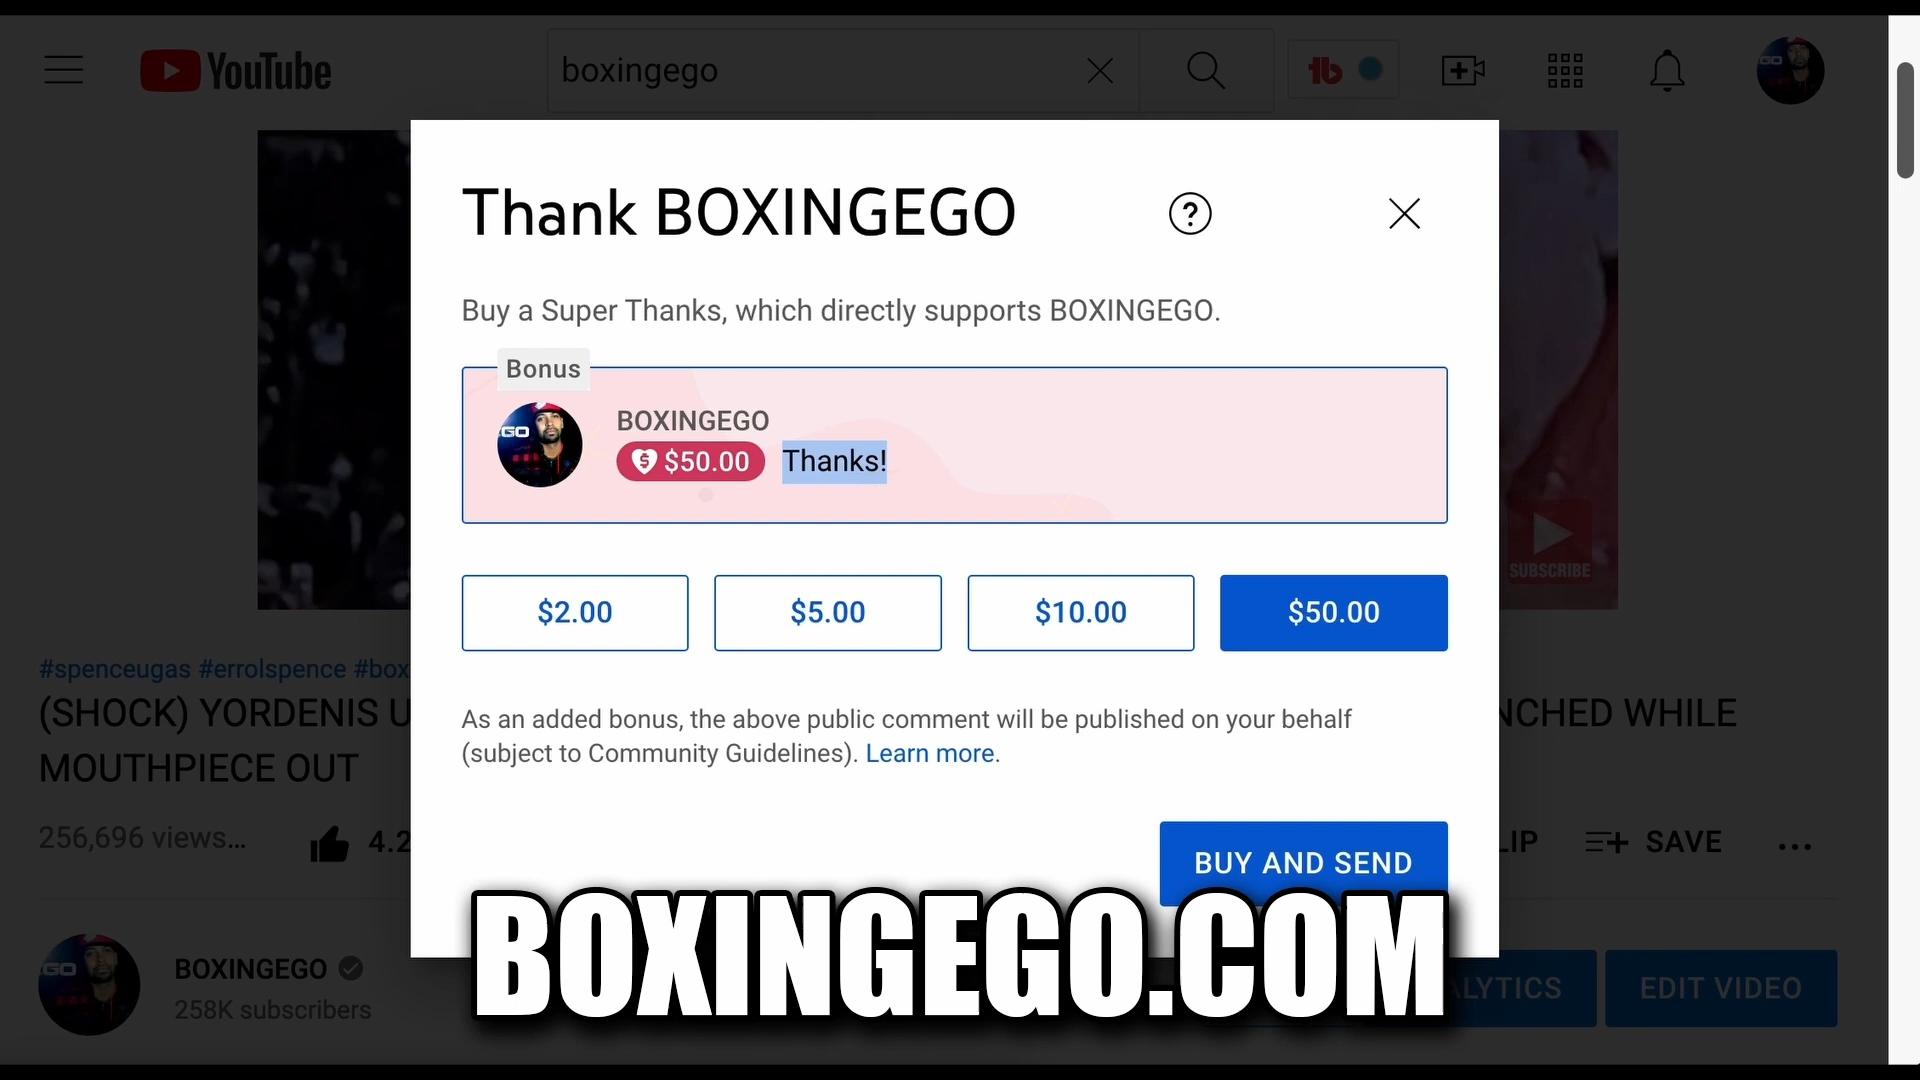 YouTube
boxingego
Thank BOXINGEGO
Buy a Super Thanks, which directly supports BOXINGEGO.
Bonus
GO
BOXINGEGO
$50.00 Thanks!
$2.00 $5.00 $10.00 $50.00
SUBSCRIBE
As an added bonus, the above public comment will be published on your behalf
(subject to Community Guidelines). Learn more.
#spenceugas #errolspence #box
(SHOCK) YORDENIS U NCHED WHILE
MOUTHPIECE OUT
256,696 views... 4.2 LIP SAVE
BUY AND SEND
BOXINGEGO
258K subscribers
LYTICS EDIT VIDEO
BOXINGEGO.COM